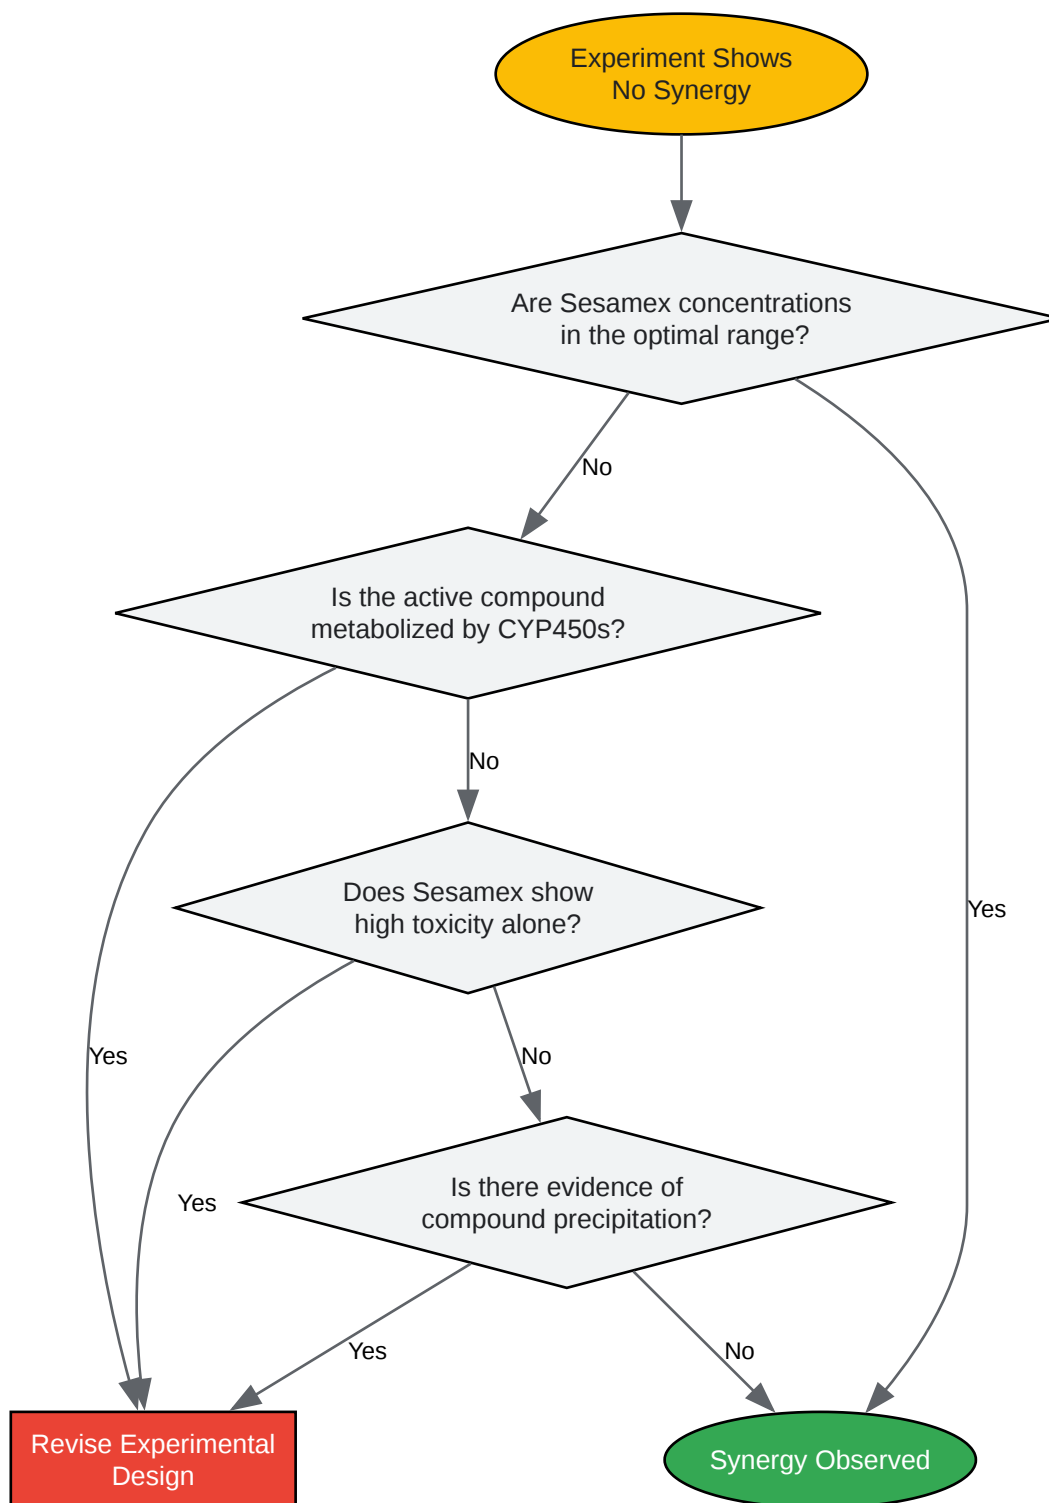 Experiment Shows
No Synergy
Are Sesamex concentrations
in the optimal range?
No
Is the active compound
metabolized by CYP450s?
No
Does Sesamex show
high toxicity alone?
Yes
Yes
No
Is there evidence of
compound precipitation?
Yes
Yes
No
Revise Experimental
Design
Synergy Observed